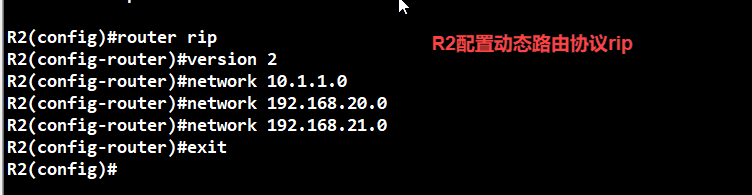 R2(config)#router rip
R2配置动态路由协议rip
R2(config-router)#version 2
R2(config-router)#network 10.1.1.0
R2(config-router)#network 192.168.20.0
R2(config-router)#network 192.168.21.0
R2(config-router)#exit
R2(config)#